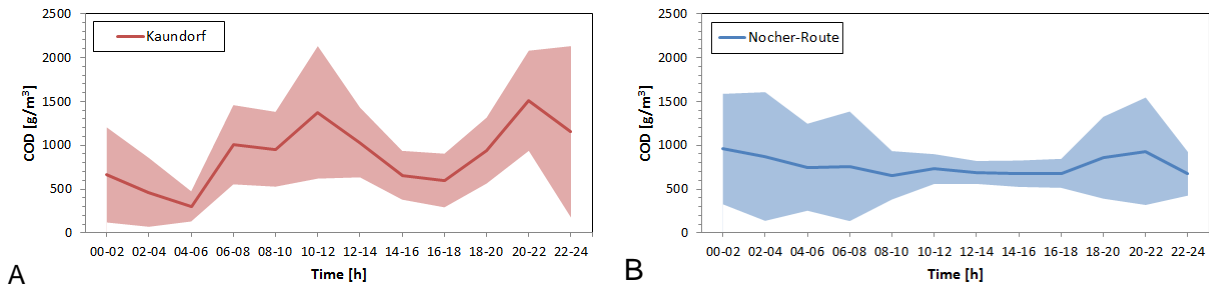 2500
2000
1500
1000
500
0
COD [g/m³]
Kaundorf
00-02 02-04 04-06 06-08 08-10 10-12 12-14 14-16 16-18 18-20 20-22 22-24
Time [h]
A
2500
2000
1500
1000
500
0
COD [g/m³]
Nocher-Route
00-02 02-04 04-06 06-08 08-10 10-12 12-14 14-16 16-18 18-20 20-22 22-24
Time [h]
B